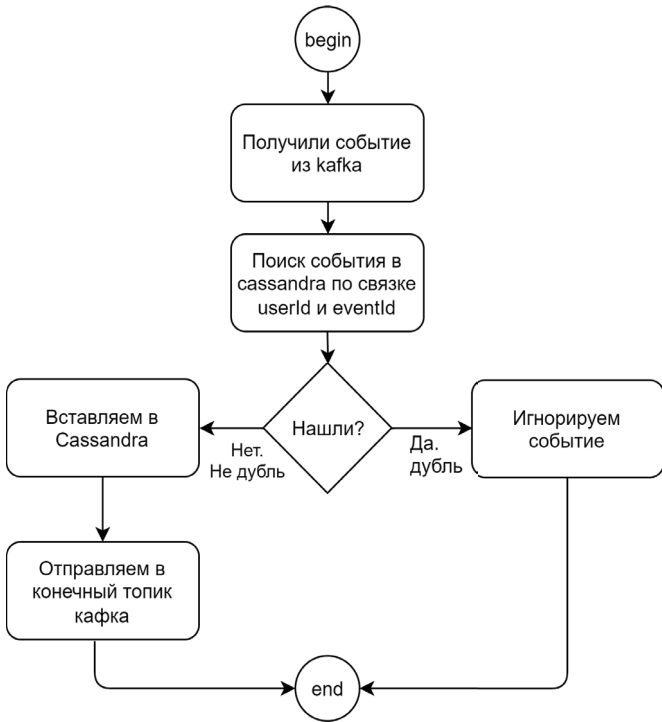 begin
Получили событие
из kafka
Поиск события в
cassandra по связке
userId и eventId
Нашли?
Нет.
Не дубль
Да.
дубль
Вставляем в
Cassandra
Игнорируем
событие
Отправляем в
конечный топик
кафка
end